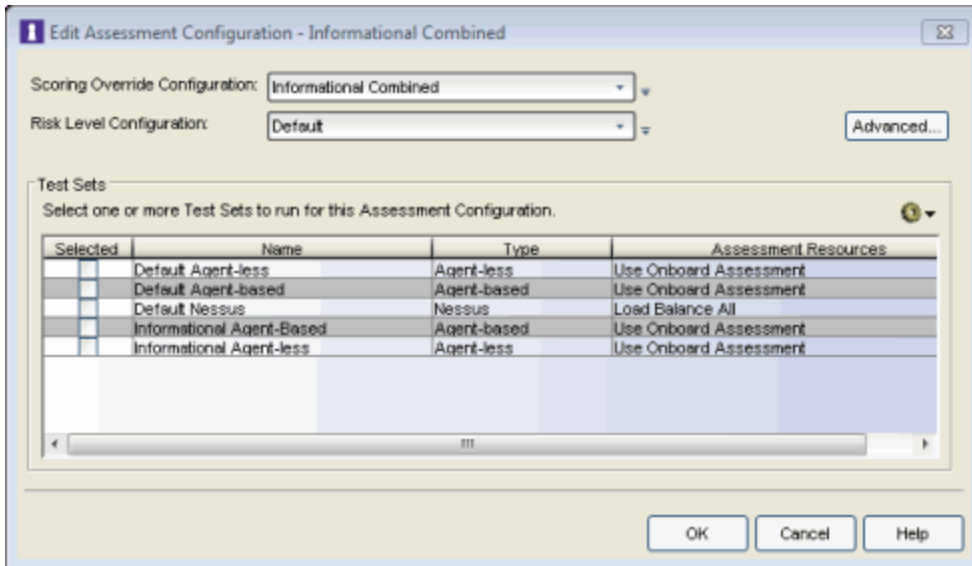 Edit Assessment Configuration - Informational Combined
Scoring Override Configuration: Informational Combined
Risk Level Configuration: Default Advanced...
Test Sets
Select one or more Test Sets to run for this Assessment Configuration.
Selected Name Type Assessment Resources
Default Agent-less Agent-less Use Onboard Assessment
Default Agent-based Agent-based Use Onboard Assessment
Default Nessus Nessus Load Balance All
Informational Agent-Based Agent-based Use Onboard Assessment
Informational Agent-less Agent-less Use Onboard Assessment
OK Cancel Help